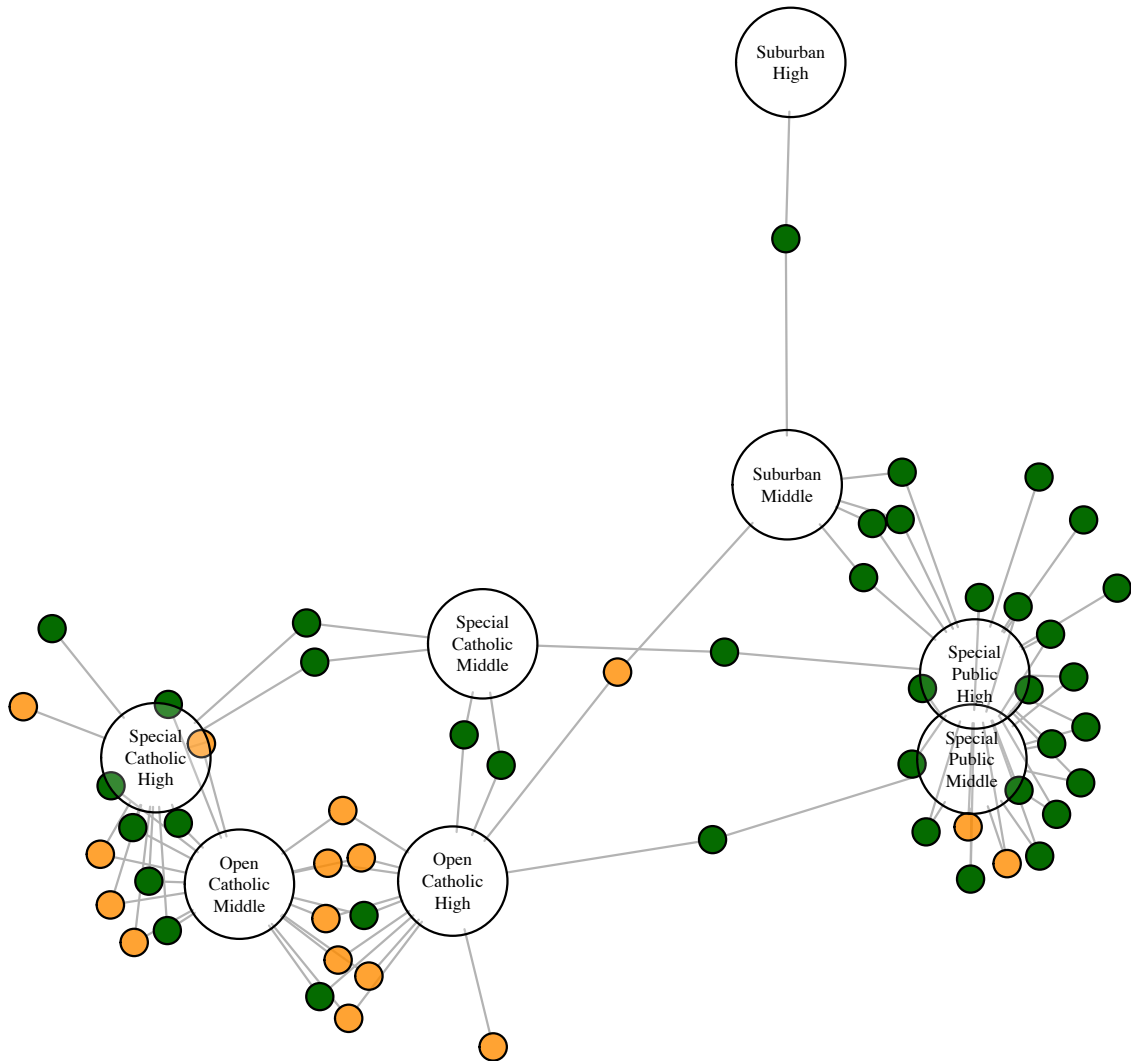 Suburban
High
Suburban
Middle
Special
Catholic
Middle
Special
Public
High
Special
Public
Middle
Special
Catholic
High
Open
Catholic
Middle
Open
Catholic
High